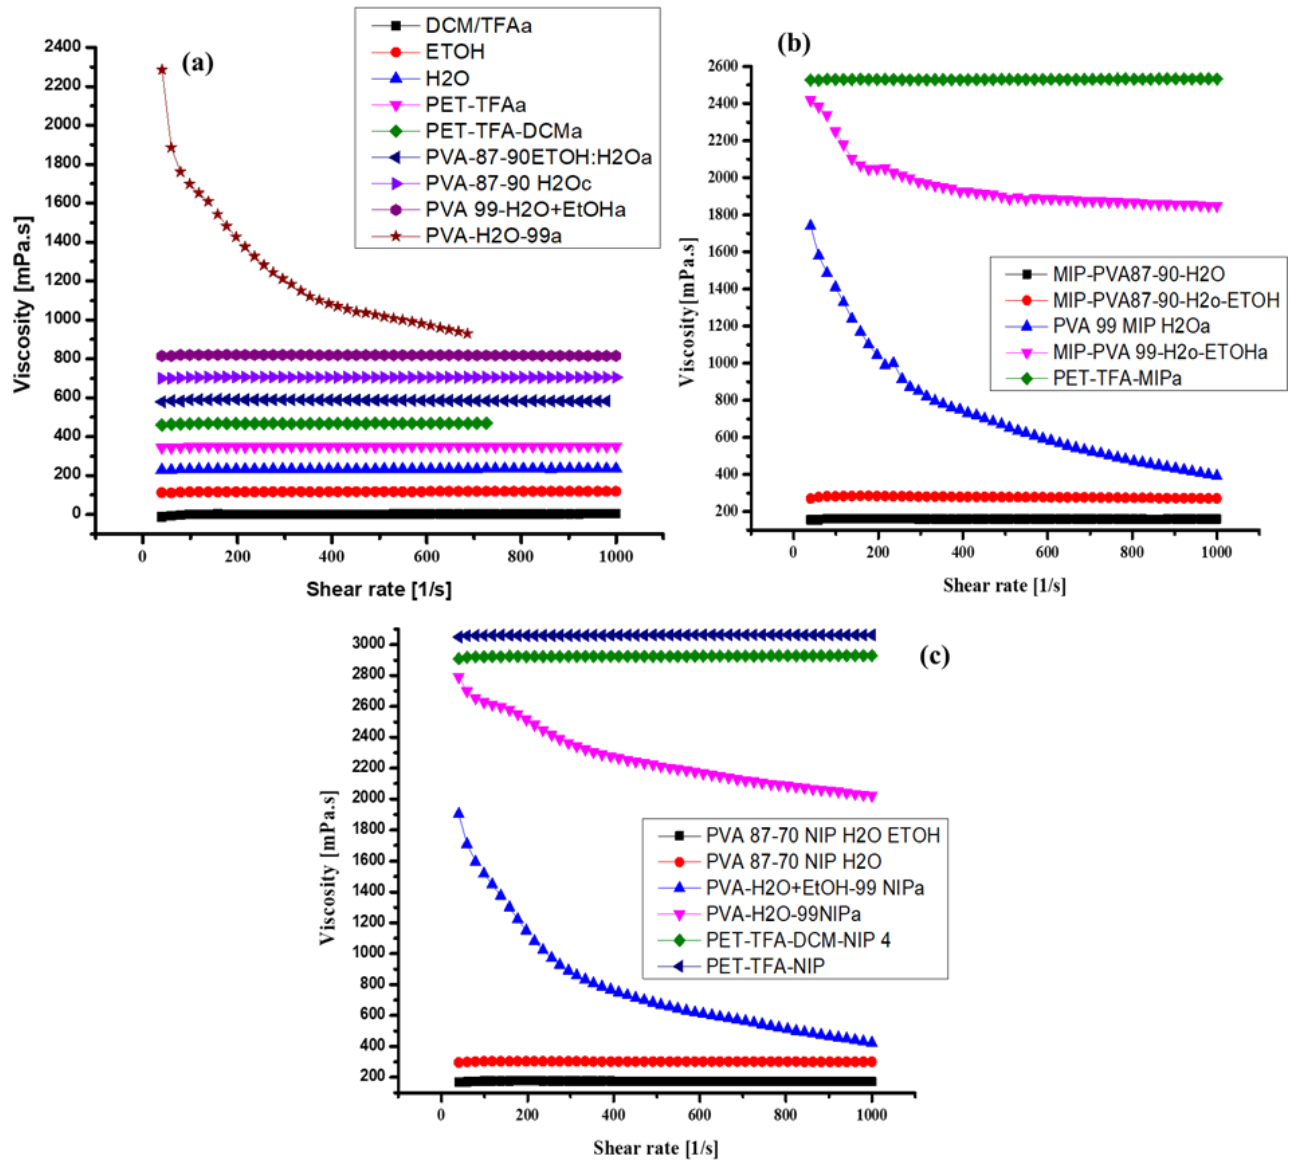 (a)
DCM/TFAa
ETOH
H2O
PET-TFAa
PET-TFA-DCMa
PVA-87-90ETOH:H2Oa
PVA-87-90 H2Oc
PVA 99-H2O+EtOHa
PVA-H2O-99a
2400
2200
2000
1800
1600
1400
1200
1000
800
600
400
200
0
Viscosity [mPa.s]
0 200 400 600 800 1000
Shear rate [1/s]
(b)
2600
2400
2200
2000
1800
1600
1400
1200
1000
800
600
400
200
Viscosity[mPa.s]
MIP-PVA87-90-H2O
MIP-PVA87-90-H2o-ETOH
PVA 99 MIP H2Oa
MIP-PVA 99-H2o-ETOHa
PET-TFA-MIPa
0 200 400 600 800 1000
Shear rate [1/s]
(c)
3000
2800
2600
2400
2200
2000
1800
1600
1400
1200
1000
800
600
400
200
Viscosity [mPa.s]
PVA 87-70 NIP H2O ETOH
PVA 87-70 NIP H2O
PVA-H2O+EtOH-99 NIPa
PVA-H2O-99NIPa
PET-TFA-DCM-NIP 4
PET-TFA-NIP
0 200 400 600 800 1000
Shear rate [1/s]